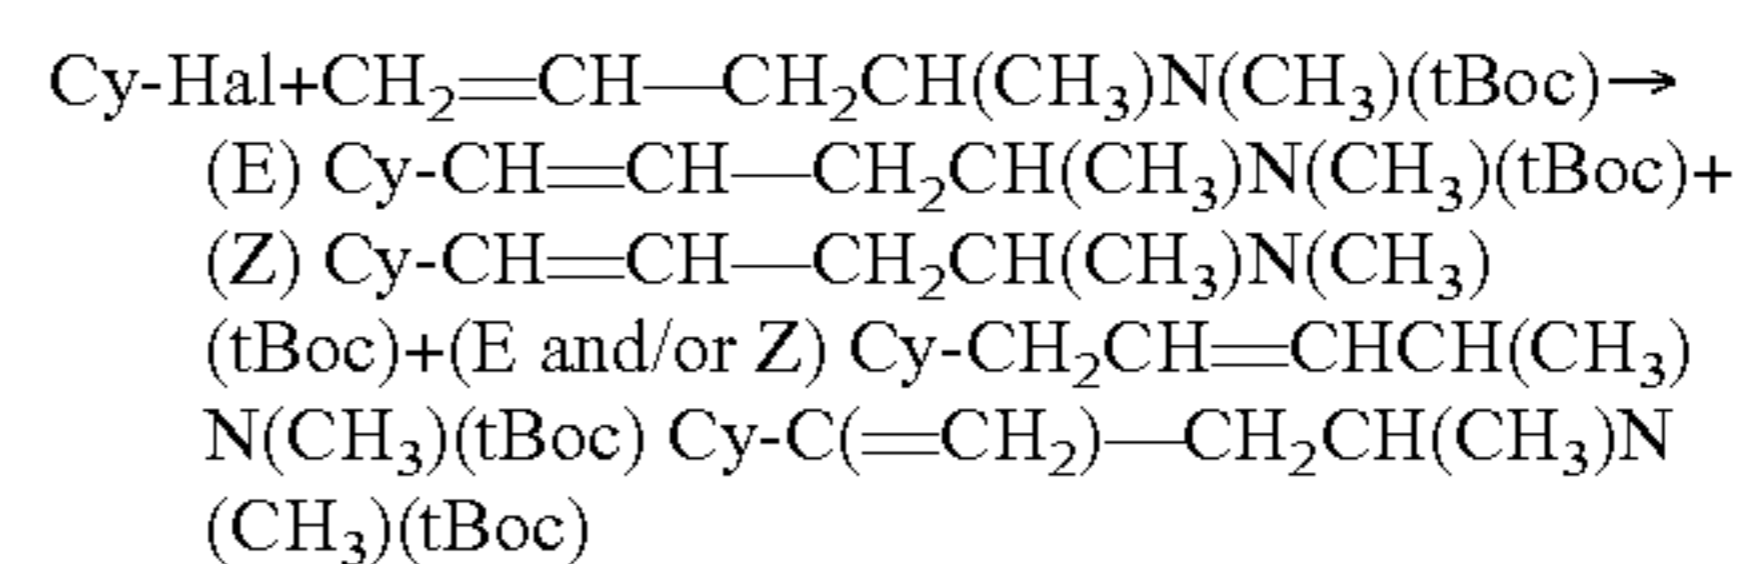 Cy-Hal+CH₂=CH—CH₂CH(CH₃)N(CH₃)(tBoc)→
(E) Cy-CH=CH—CH₂CH(CH₃)N(CH₃)(tBoc)+
(Z) Cy-CH=CH—CH₂CH(CH₃)N(CH₃)
(tBoc)+(E and/or Z) Cy-CH₂CH=CHCH(CH₃)
N(CH₃)(tBoc) Cy-C(=CH₂)—CH₂CH(CH₃)N
(CH₃)(tBoc)